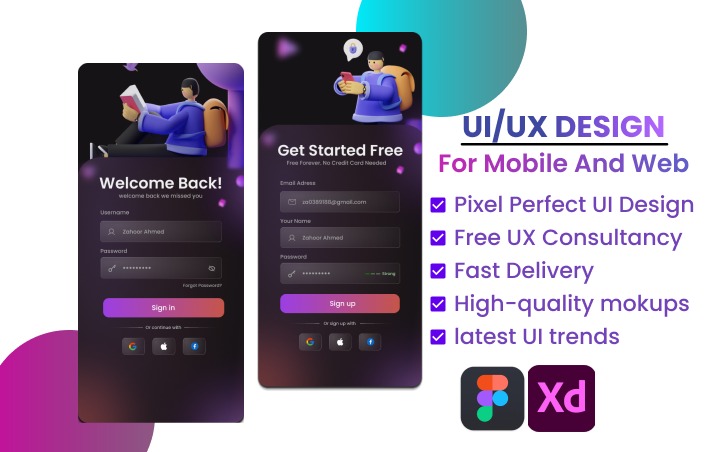 Welcome Back!
welcome back we missed you
Username
Zahoor Ahmed
Password
Forgot Password?
Sign in
Or continue with
Get Started Free
Free Forever. No Credit Card Needed
Email Adress
za0389188@gmail.com
Your Name
Zahoor Ahmed
Password
Strong
Sign up
Or sign up with
UI/UX DESIGN
For Mobile And Web
Pixel Perfect UI Design
Free UX Consultancy
Fast Delivery
High-quality mokups
latest UI trends
Xd